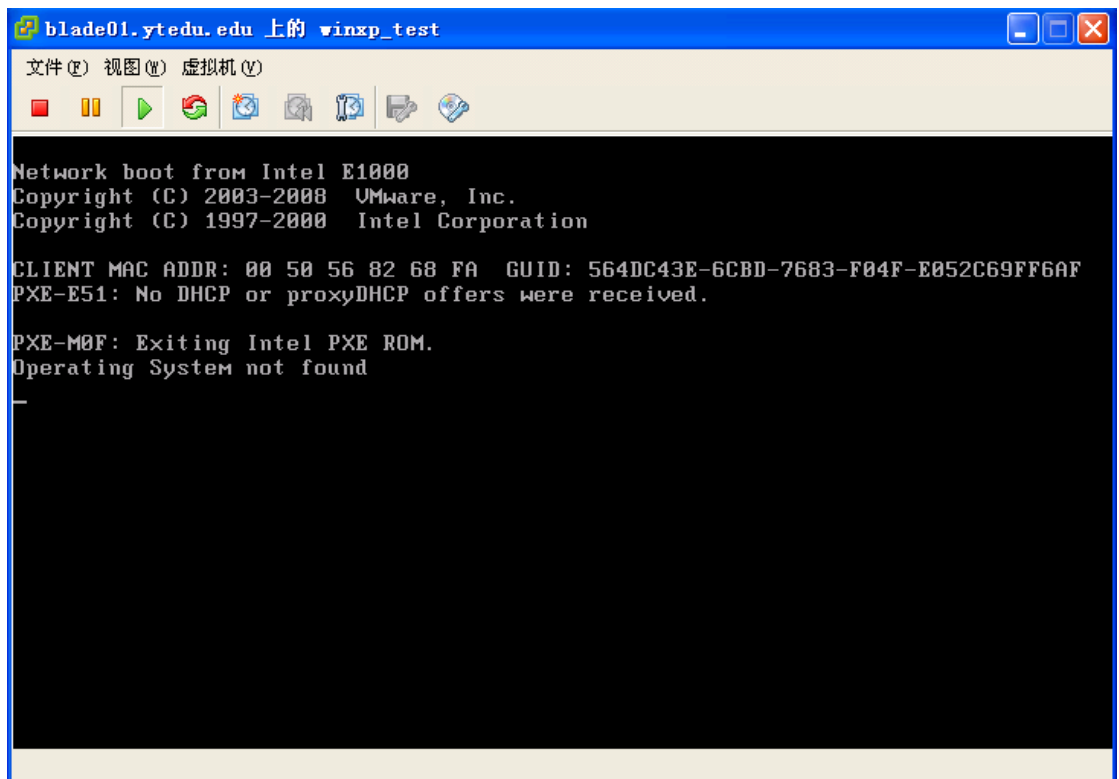 blade01.ytedu.edu 上的 winxp_test
文件(F) 视图(W) 虚拟机(V)
Network boot from Intel E1000
Copyright (C) 2003-2008  VMware, Inc.
Copyright (C) 1997-2000  Intel Corporation
CLIENT MAC ADDR: 00 50 56 82 68 FA  GUID: 564DC43E-6CBD-7683-F04F-E052C69FF6AF
PXE-E51: No DHCP or proxyDHCP offers were received.
PXE-M0F: Exiting Intel PXE ROM.
Operating System not found